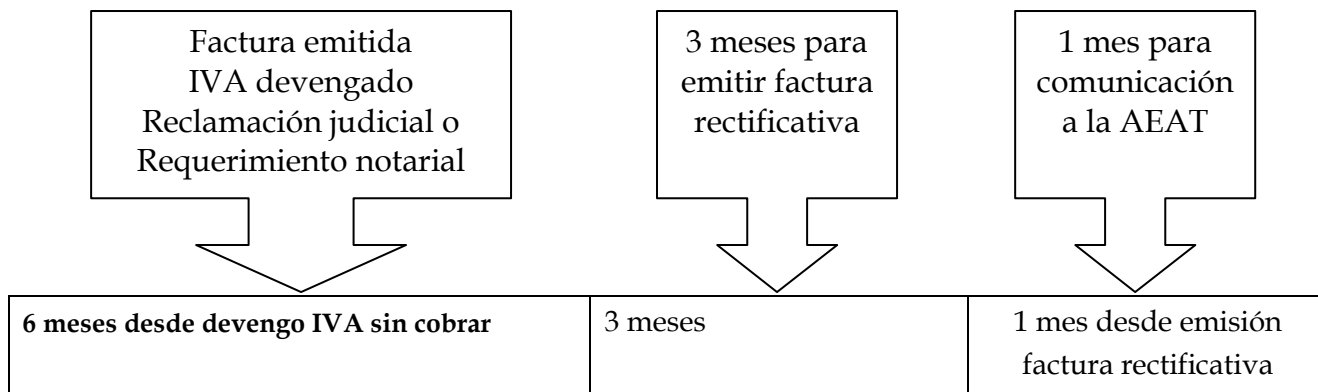 Factura emitida
IVA devengado
Reclamación judicial o
Requerimiento notarial
3 meses para
emitir factura
rectificativa
1 mes para
comunicación
a la AEAT
6 meses desde devengo IVA sin cobrar
3 meses
1 mes desde emisión
factura rectificativa